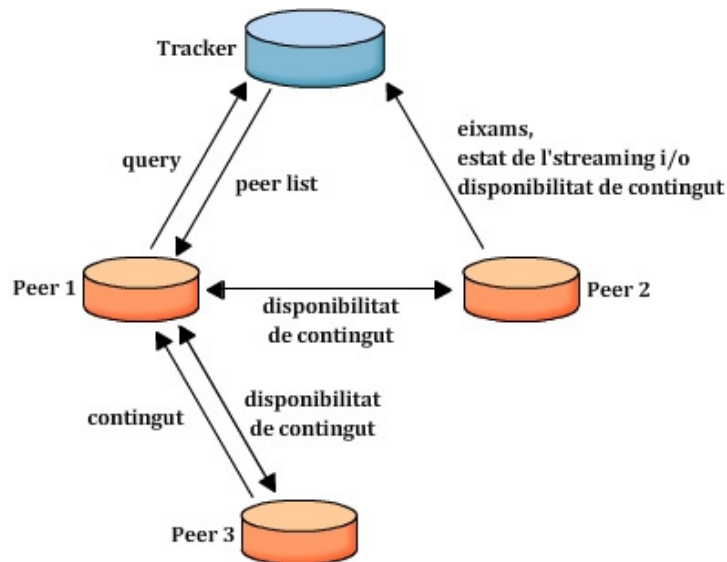 Tracker
eixams,
estat de l'streaming i/o
disponibilitat de contingut
query
peer list
Peer 1
Peer 2
disponibilitat
de contingut
contingut
disponibilitat
de contingut
Peer 3